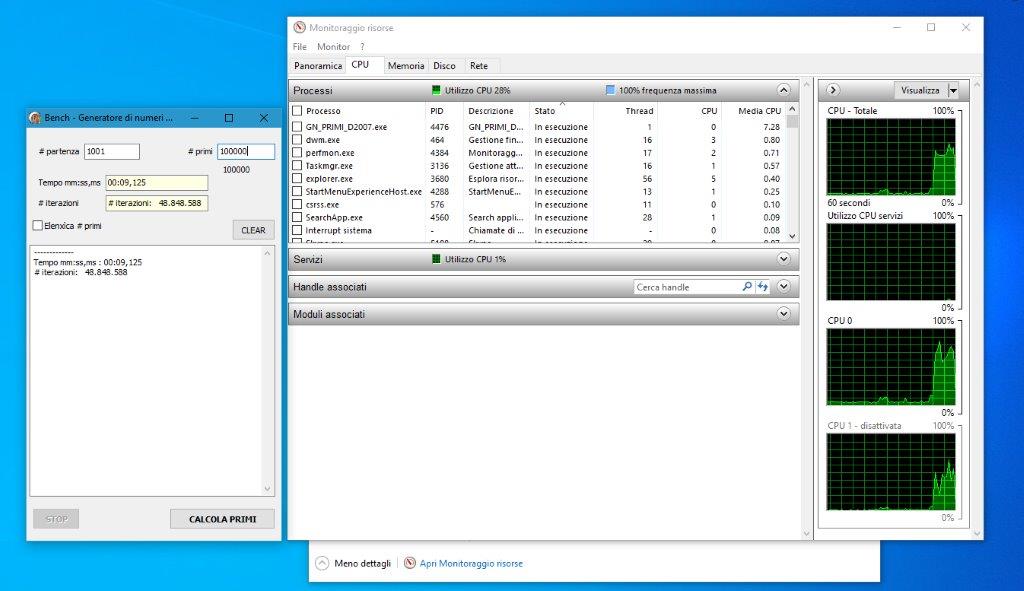 Monitoraggio risorse
File Monitor ?
Panoramica CPU Memoria Disco Rete
Processi Utilizzo CPU 28% 100% frequenza massima
Processo PID Descrizione Stato Thread CPU Media CPU
GN_PRIMI_D2007.exe 4476 GN_PRIMI_D... In esecuzione 1 0 7.28
dwm.exe 464 Gestione fin... In esecuzione 16 3 0.80
perfmon.exe 4384 Monitoragg... In esecuzione 17 2 0.71
Taskmgr.exe 3136 Gestione att... In esecuzione 16 1 0.57
explorer.exe 3680 Esplora risor... In esecuzione 56 5 0.40
StartMenuExperienceHost.exe 4288 StartMenuE... In esecuzione 13 1 0.25
csrss.exe 576 In esecuzione 11 0 0.10
SearchApp.exe 4560 Search appli... In esecuzione 28 1 0.09
Interrupt sistema - Chiamate di ... In esecuzione - 0 0.08
Servizi Utilizzo CPU 1%
Handle associati Cerca handle
Moduli associati
Visualizza
CPU - Totale 100%
60 secondi 0%
Utilizzo CPU servizi 100%
0%
CPU 0 100%
0%
CPU 1 - disattivata 100%
0%
Bench - Generatore di numeri ...
# partenza 1001 # primi 100000
100000
Tempo mm:ss,ms 00:09,125
# iterazioni # iterazioni: 48.848.588
Elenxica # primi CLEAR
-------------
Tempo mm:ss,ms : 00:09,125
# iterazioni: 48.848.588
STOP CALCOLA PRIMI
Meno dettagli Apri Monitoraggio risorse